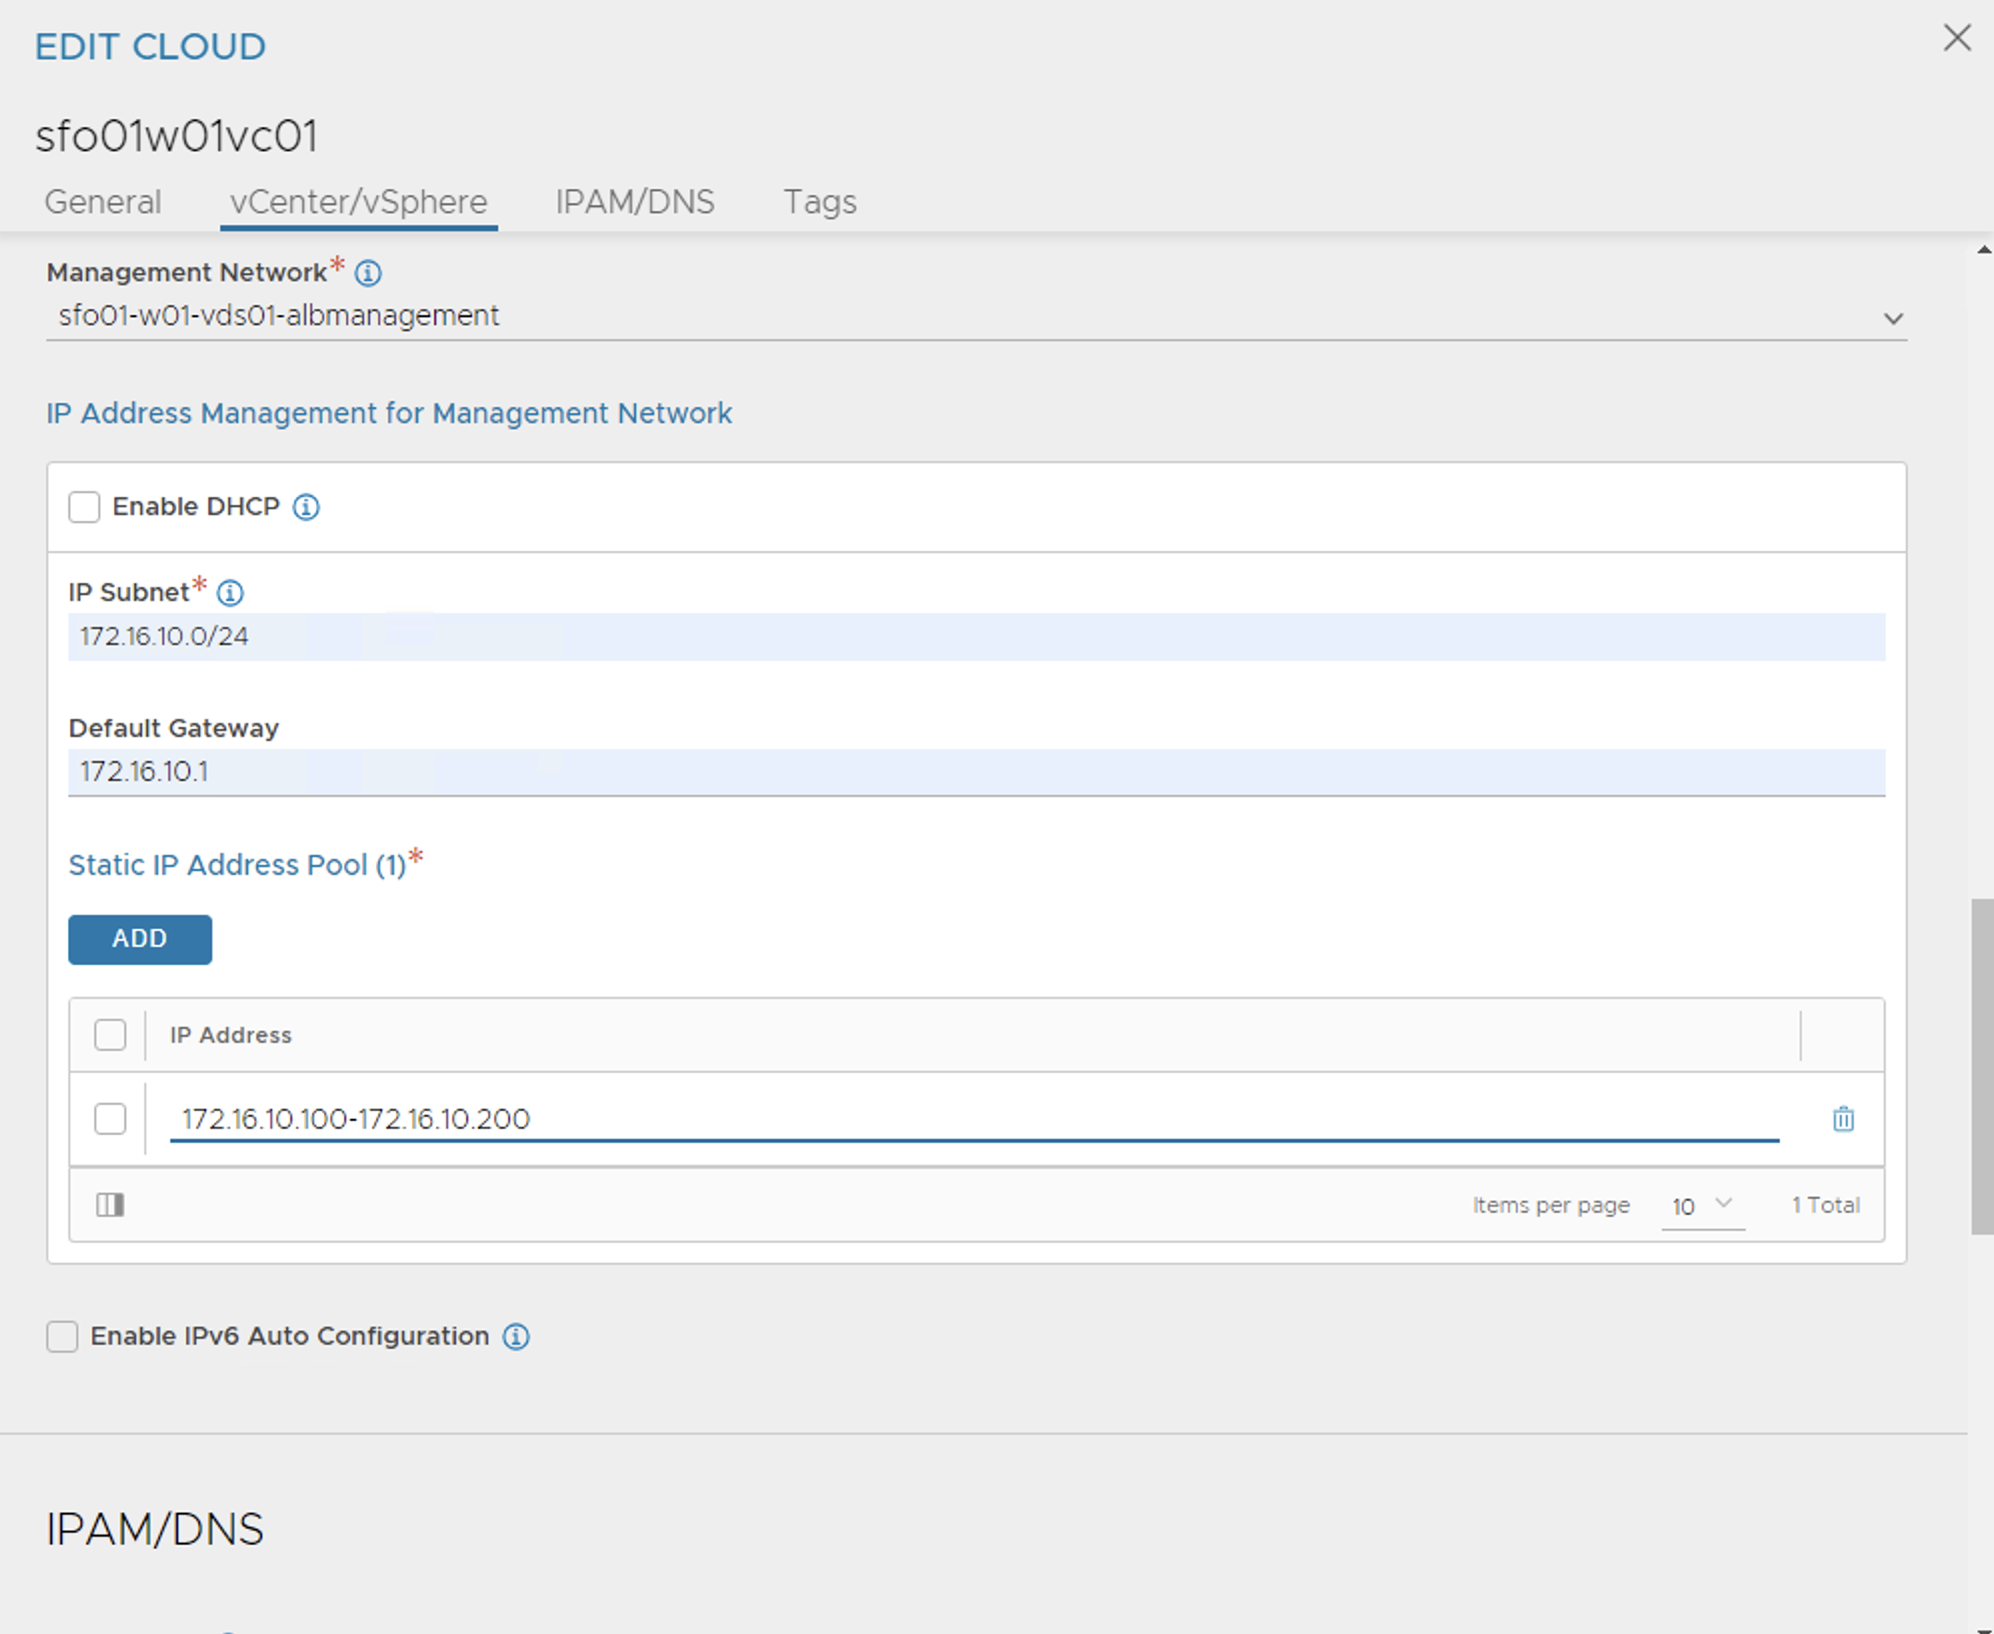 EDIT CLOUD
sfo01w01vc01
General vCenter/vSphere IPAM/DNS Tags
Management Network*
sfo01-w01-vds01-albmanagement
IP Address Management for Management Network
Enable DHCP
IP Subnet*
172.16.10.0/24
Default Gateway
172.16.10.1
Static IP Address Pool (1)*
ADD
IP Address
172.16.10.100-172.16.10.200
Items per page 10 1 Total
Enable IPv6 Auto Configuration
IPAM/DNS